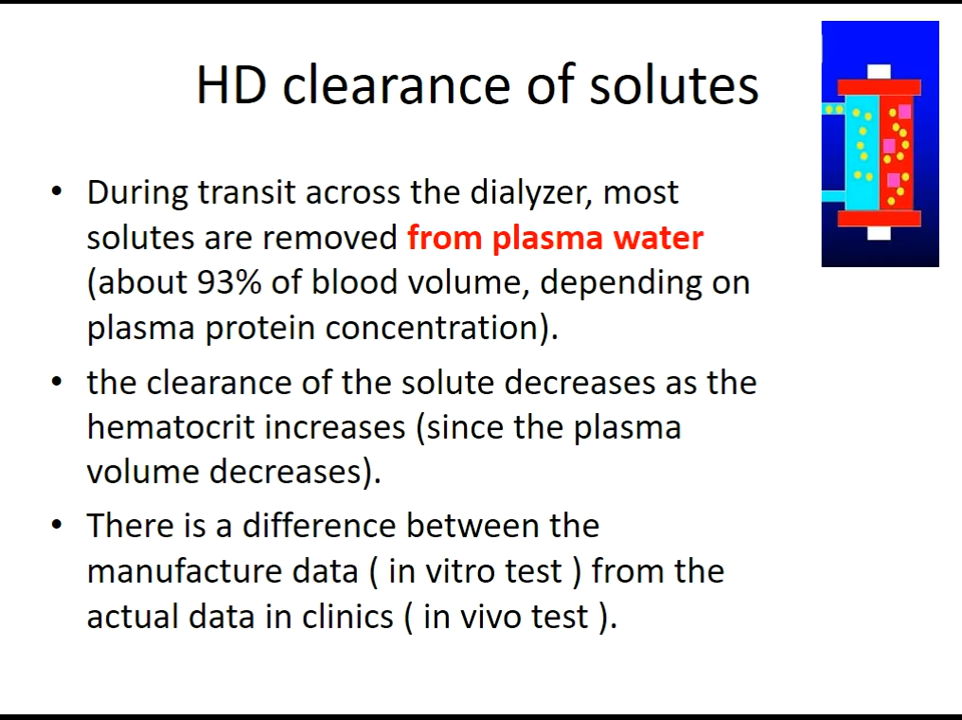 HD clearance of solutes
• During transit across the dialyzer, most
solutes are removed from plasma water
(about 93% of blood volume, depending on
plasma protein concentration).
• the clearance of the solute decreases as the
hematocrit increases (since the plasma
volume decreases).
• There is a difference between the
manufacture data ( in vitro test ) from the
actual data in clinics ( in vivo test ).